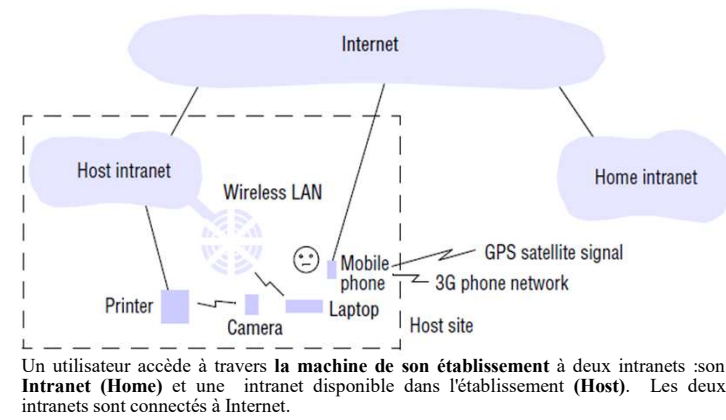 Internet
Host intranet
Wireless LAN
Home intranet
Mobile
phone
GPS satellite signal
3G phone network
Printer
Camera
Laptop
Host site
Un utilisateur accède à travers la machine de son établissement à deux intranets :son
Intranet (Home) et une intranet disponible dans l'établissement (Host). Les deux
intranets sont connectés à Internet.